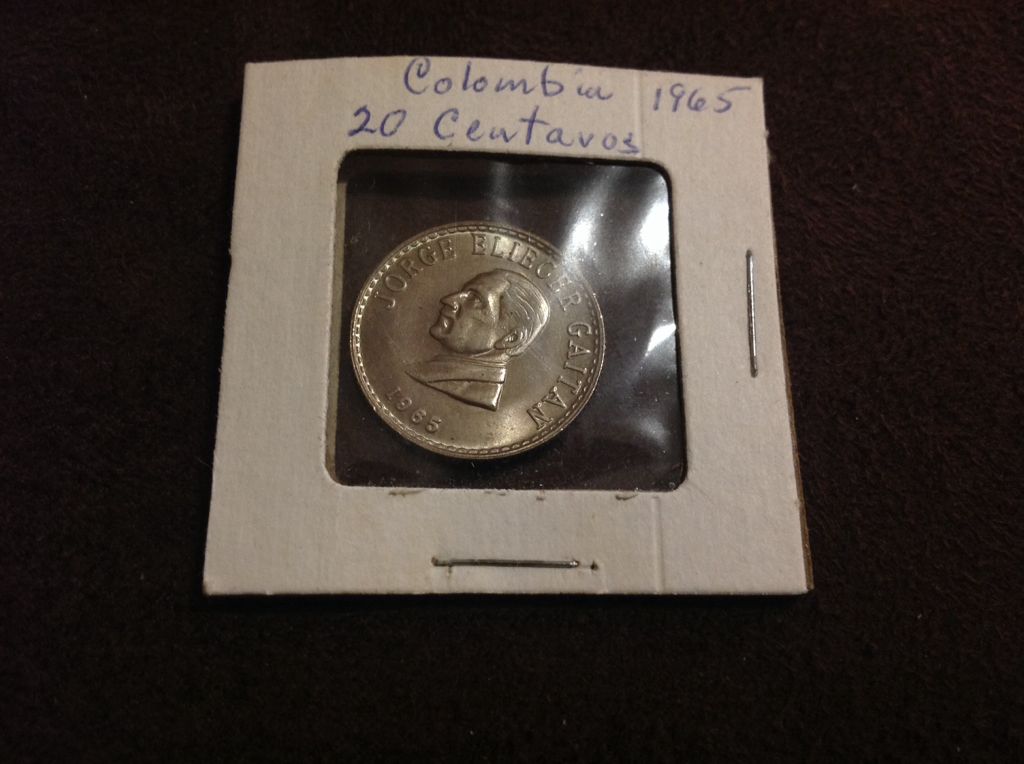 Colombia 1965
20 Centavos
JORGE ELIECER GAITAN
1965